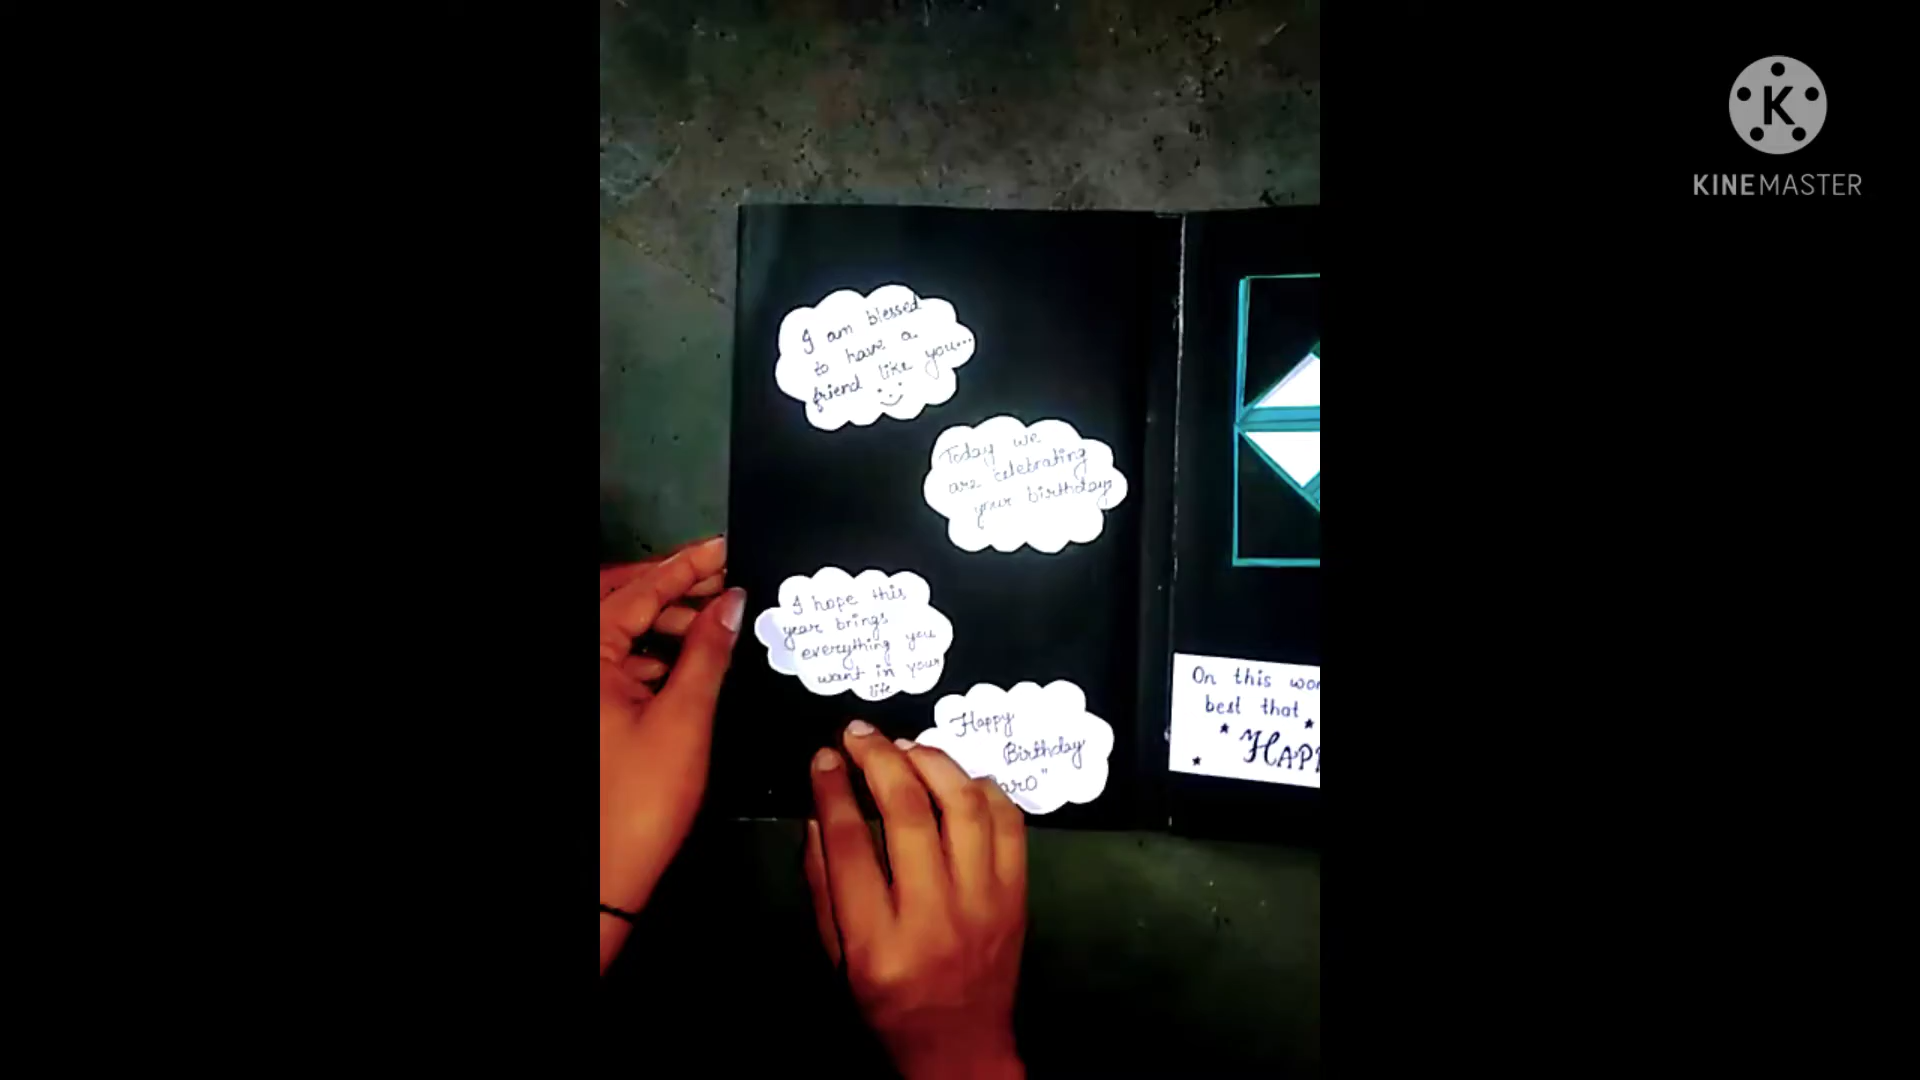 I am blessed
to have a
friend like you...
Today we
are celebrating
your birthday
I hope this
year brings
everything you
want in your
life
Happy
Birthday
On this
best that
HAPP
KINEMASTER